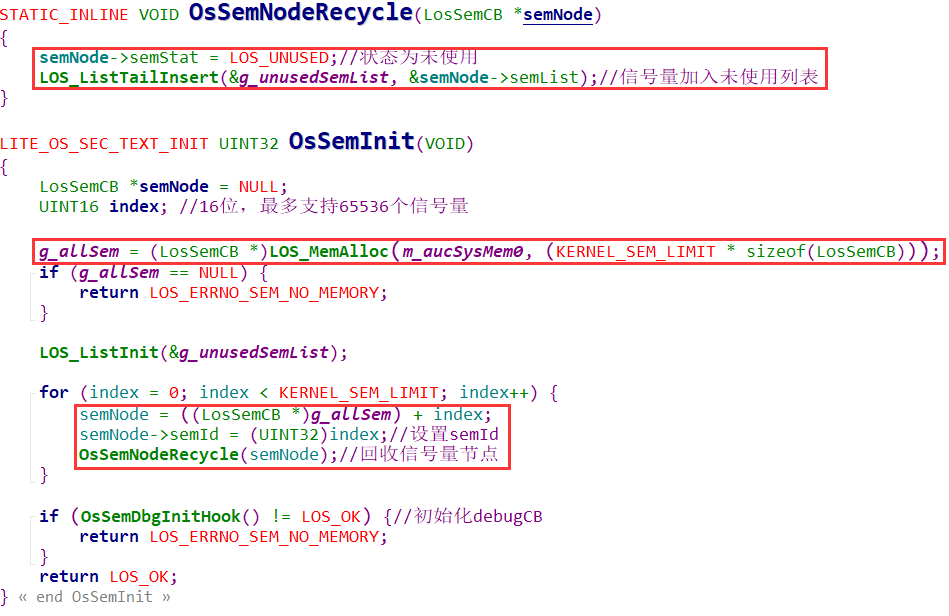 STATIC_INLINE VOID OsSemNodeRecycle(LosSemCB *semNode)
{
    semNode->semStat = LOS_UNUSED;//状态为未使用
    LOS_ListTailInsert(&g_unusedSemList, &semNode->semList);//信号量加入未使用列表
}
LITE_OS_SEC_TEXT_INIT UINT32 OsSemInit(VOID)
{
    LosSemCB *semNode = NULL;
    UINT16 index; //16位，最多支持65536个信号量
    g_allSem = (LosSemCB *)LOS_MemAlloc(m_aucSysMem0, (KERNEL_SEM_LIMIT * sizeof(LosSemCB)));
    if (g_allSem == NULL) {
        return LOS_ERRNO_SEM_NO_MEMORY;
    }
    LOS_ListInit(&g_unusedSemList);
    for (index = 0; index < KERNEL_SEM_LIMIT; index++) {
        semNode = ((LosSemCB *)g_allSem) + index;
        semNode->semId = (UINT32)index;//设置semId
        OsSemNodeRecycle(semNode);//回收信号量节点
    }
    if (OsSemDbgInitHook() != LOS_OK) {//初始化debugCB
        return LOS_ERRNO_SEM_NO_MEMORY;
    }
    return LOS_OK;
} « end OsSemInit »